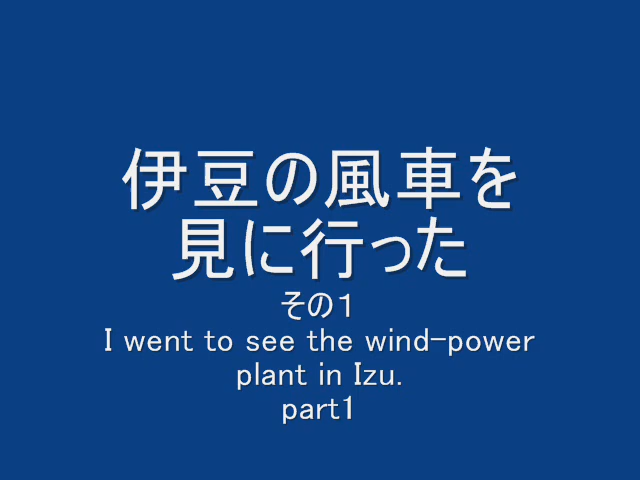 伊豆の風車を
見に行った
その１
I went to see the wind-power
plant in Izu.
part1